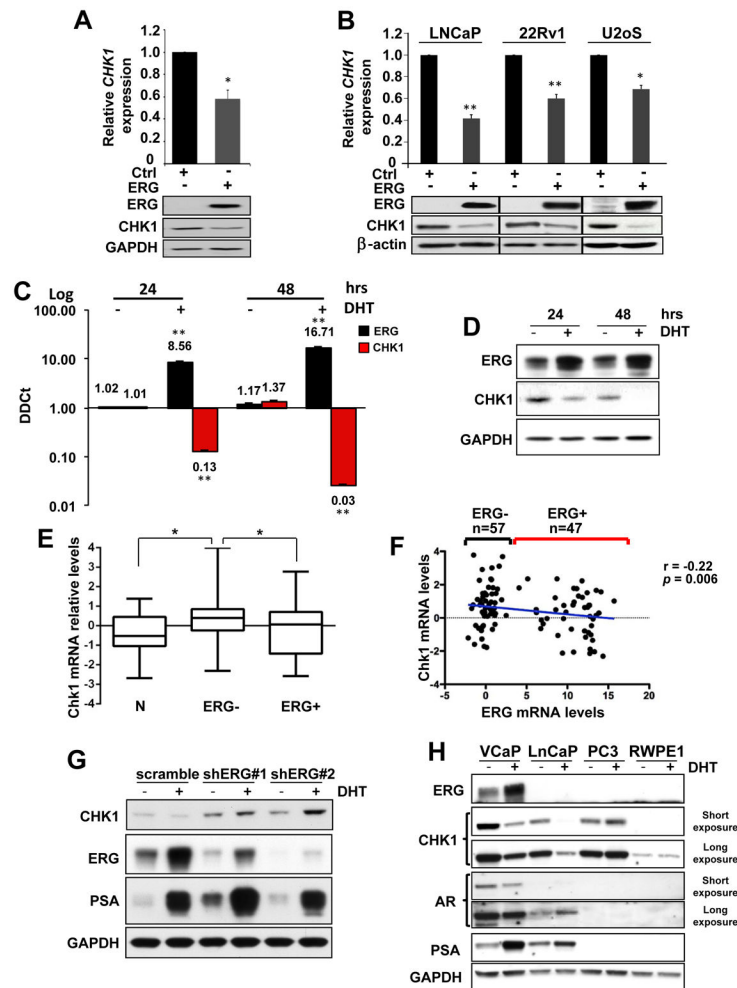 A
Relative CHK1 expression
1.2
1.0
0.8
0.6
0.4
0.2
0
*
Ctrl + -
ERG - +
ERG
CHK1
GAPDH
B
LNCaP 22Rv1 U2oS
Relative CHK1 expression
1.2
1.0
0.8
0.6
0.4
0.2
0
** ** *
Ctrl + - + - + -
ERG - + - + - +
ERG
CHK1
β-actin
C
Log
24 48 hrs
- + - + DHT
100.00
10.00
1.00
0.10
0.01
DDCt
ERG
CHK1
1.02
1.01
**
8.56
0.13
**
1.17
1.37
**
16.71
0.03
**
D
24 48 hrs
- + - + DHT
ERG
CHK1
GAPDH
E
Chk1 mRNA relative levels
4
3
2
1
0
-1
-2
-3
-4
* *
N ERG- ERG+
F
ERG- ERG+
n=57 n=47
r = -0.22
p = 0.006
Chk1 mRNA levels
4
2
0
-2
-4
-5 0 5 10 15 20
ERG mRNA levels
G
scramble shERG#1 shERG#2
- + - + - + DHT
CHK1
ERG
PSA
GAPDH
H
VCaP LnCaP PC3 RWPE1
- + - + - + - + DHT
ERG
CHK1
Short exposure
Long exposure
AR
Short exposure
Long exposure
PSA
GAPDH